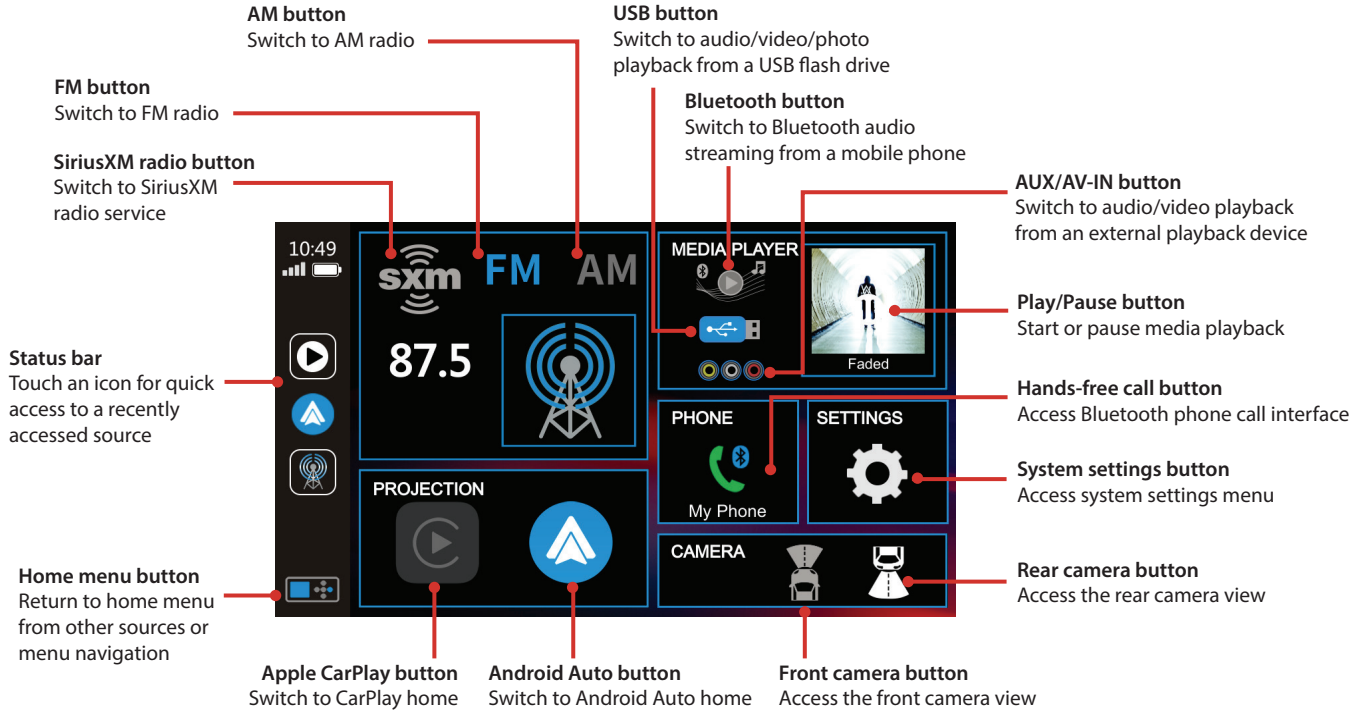 AM button
Switch to AM radio
USB button
Switch to audio/video/photo
playback from a USB flash drive
FM button
Switch to FM radio
Bluetooth button
Switch to Bluetooth audio
streaming from a mobile phone
SiriusXM radio button
Switch to SiriusXM
radio service
AUX/AV-IN button
Switch to audio/video playback
from an external playback device
10:49
sxm
FM
AM
87.5
MEDIA PLAYER
Faded
Play/Pause button
Start or pause media playback
Status bar
Touch an icon for quick
access to a recently
accessed source
Hands-free call button
Access Bluetooth phone call interface
PHONE
My Phone
SETTINGS
System settings button
Access system settings menu
PROJECTION
CAMERA
Rear camera button
Access the rear camera view
Home menu button
Return to home menu
from other sources or
menu navigation
Apple CarPlay button
Switch to CarPlay home
Android Auto button
Switch to Android Auto home
Front camera button
Access the front camera view